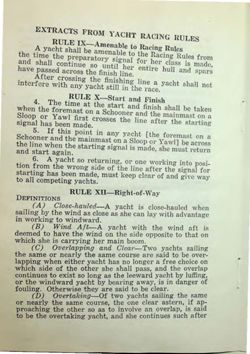 EXTRACTS FROM YACHT RACING RULES
RULE IX—Amenable to Racing Rules
A yacht shall be amenable to the Racing Rules from
the time the preparatory signal for her class is made,
and shall continue so until her entire hull and spars
have passed across the finish line.
After crossing the finishing line a yacht shall not
interfere with any yacht still in the race.
RULE X—Start and Finish
4. The time at the start and finish shall be taken
when the foremast on a Schooner and the mainmast on a
Sloop or Yawl first crosses the line after the starting
signal has been made.
5. If this point in any yacht [the foremast on a
Schooner and the mainmast on a Sloop or Yawl] be across
the line when the starting signal is made, she must return
and start again.
6. A yacht so returning, or one working into posi-
tion from the wrong side of the line after the signal for
starting has been made, must keep clear of and give way
to all competing yachts.
RULE XII—Right-of-Way
DEFINITIONS
(A) Close-hauled—A yacht is close-hauled when
sailing by the wind as close as she can lay with advantage
in working to windward.
(B) Wind Aft—A yacht with the wind aft is
deemed to have the wind on the side opposite to that on
which she is carrying her main boom.
(C) Overlapping and Clear—Two yachts sailing
the same or nearly the same course are said to be over-
lapping when either yacht has no longer a free choice on
which side of the other she shall pass, and the overlap
continues to exist so long as the leeward yacht by luffing,
or the windward yacht by bearing away, is in danger of
fouling. Otherwise they are said to be clear.
(D) Overtaking—Of two yachts sailing the same
or nearly the same course, the one clear astern, if ap-
proaching the other so as to involve an overlap, is said
to be the overtaking yacht, and she continues such after